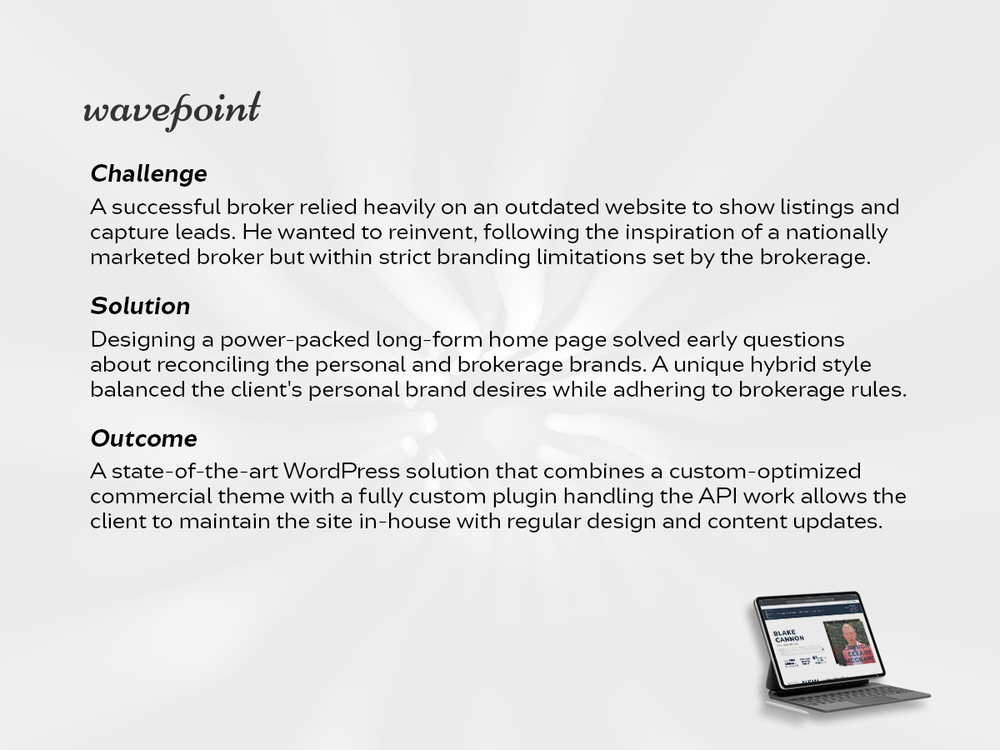 wavepoint
Challenge
A successful broker relied heavily on an outdated website to show listings and
capture leads. He wanted to reinvent, following the inspiration of a nationally
marketed broker but within strict branding limitations set by the brokerage.
Solution
Designing a power-packed long-form home page solved early questions
about reconciling the personal and brokerage brands. A unique hybrid style
balanced the client's personal brand desires while adhering to brokerage rules.
Outcome
A state-of-the-art WordPress solution that combines a custom-optimized
commercial theme with a fully custom plugin handling the API work allows the
client to maintain the site in-house with regular design and content updates.
BLAKE
CANNON